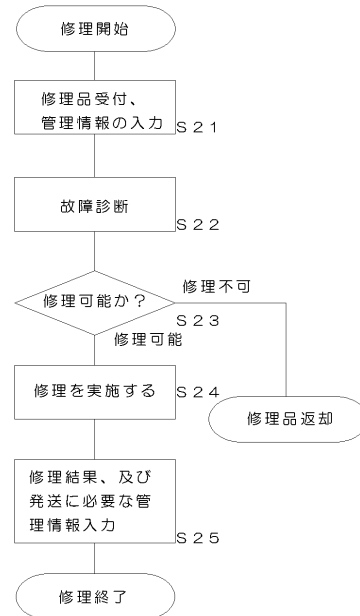 修理開始
修理品受付、
管理情報の入力
S21
故障診断
S22
修理可能か?
修理不可
S23
修理可能
修理を実施する
S24
修理品返却
修理結果、及び
発送に必要な管
理情報入力
S25
修理終了